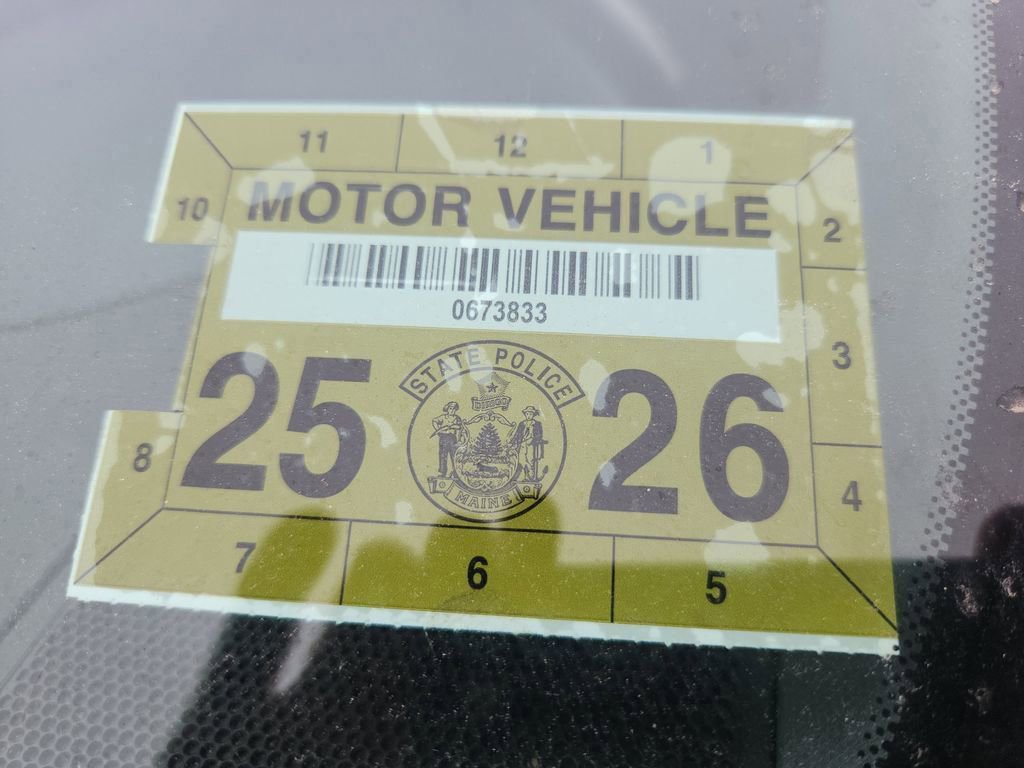 11 12 1
10 MOTOR VEHICLE 2
0673833
3
25 STATE POLICE 26
DIRIGO
8 MAINE 4
7 6 5